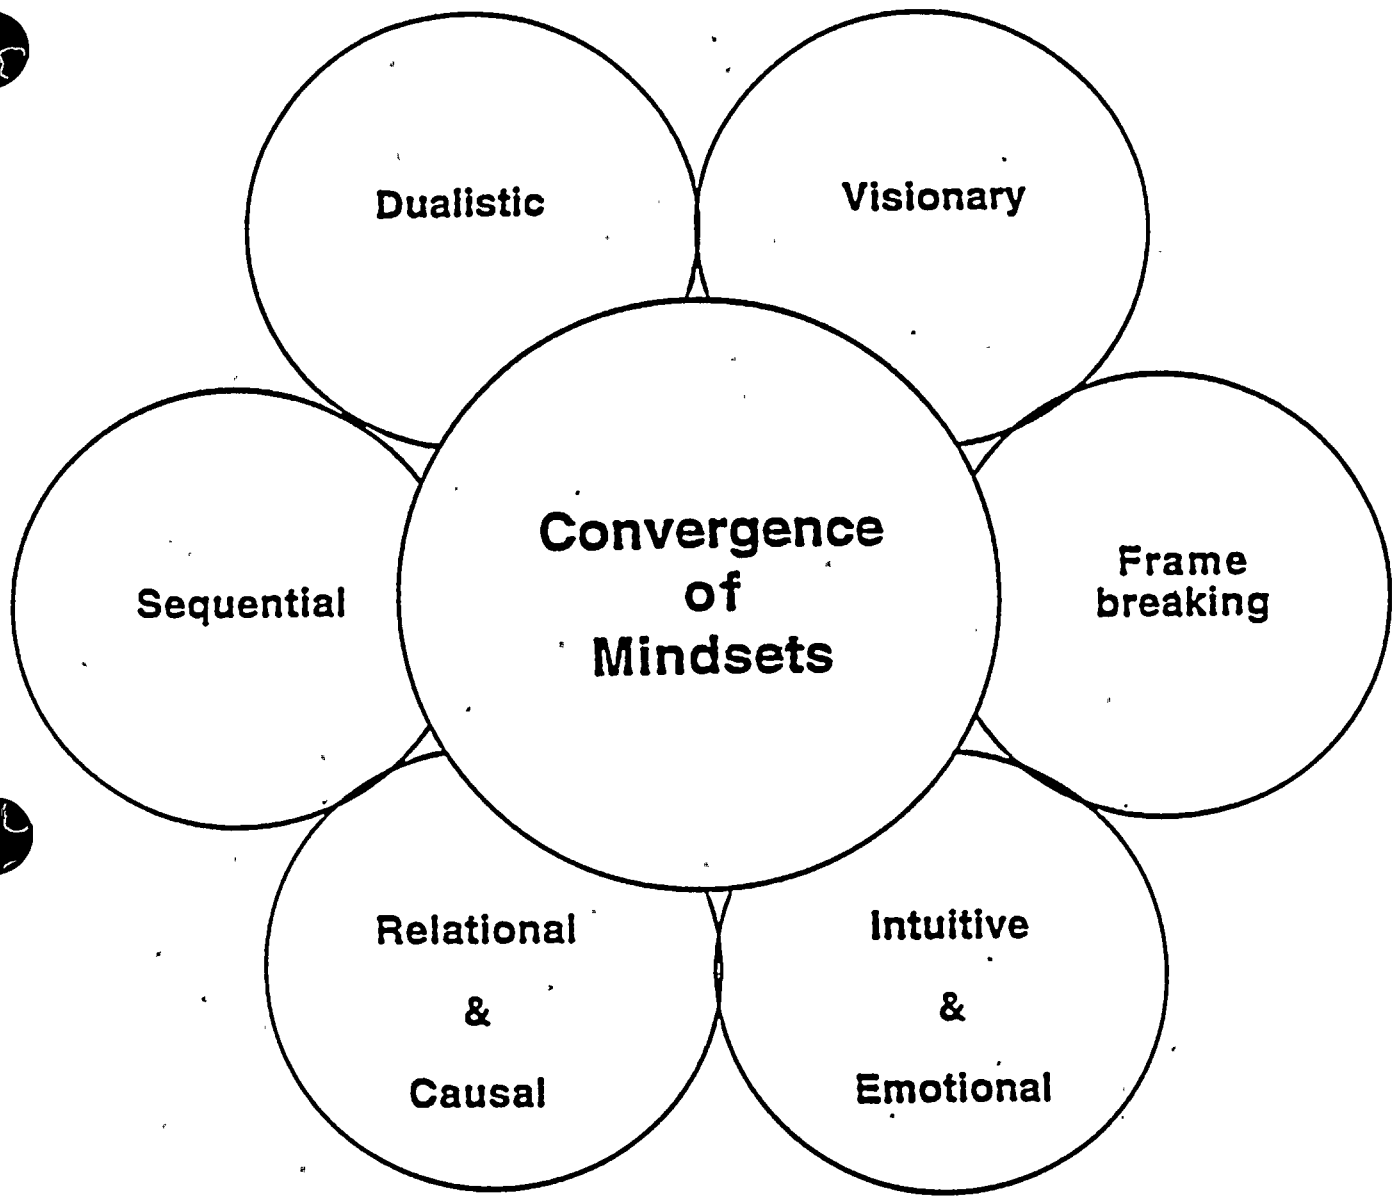 Dualistic
Visionary
Sequential
Convergence
of
Mindsets
Frame
breaking
Relational
&
Causal
Intuitive
&
Emotional